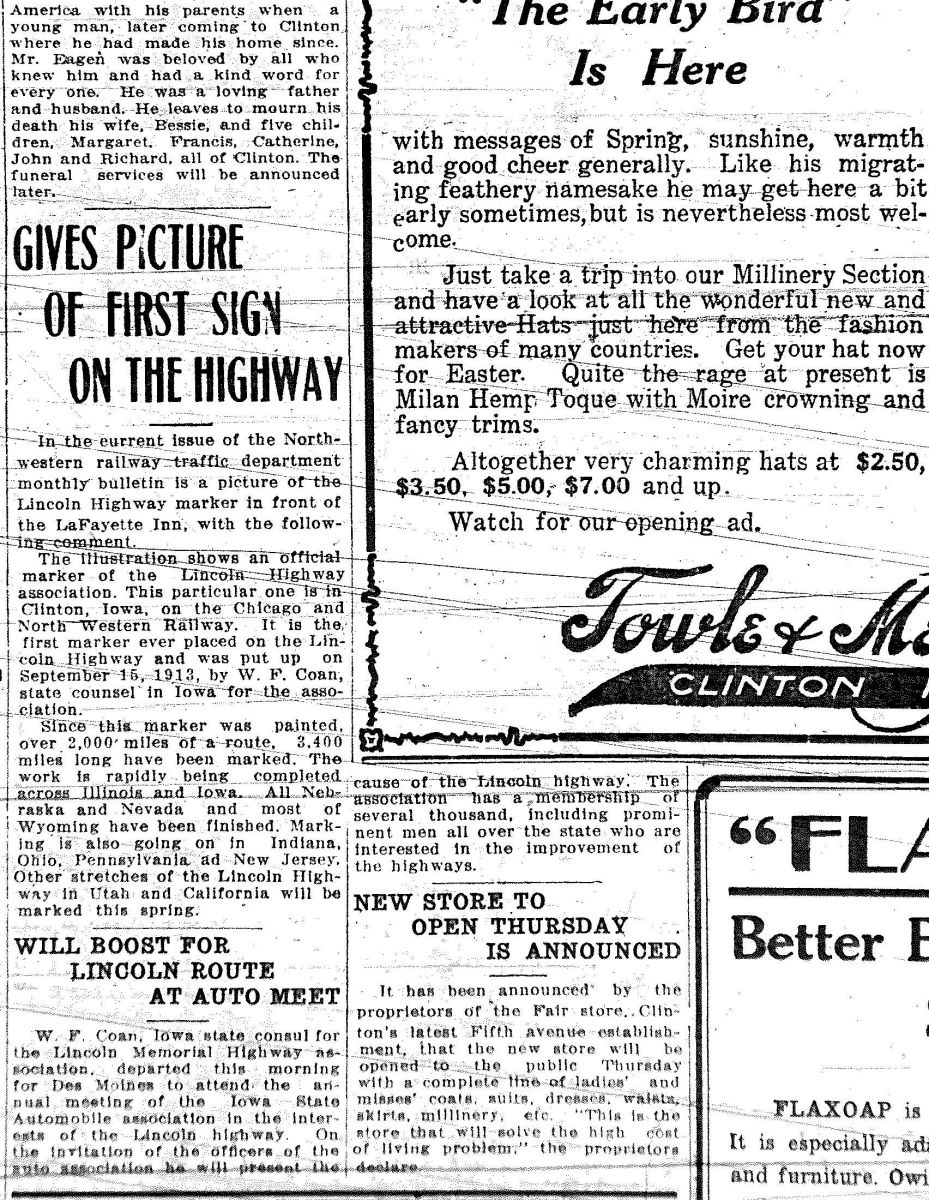 America with his parents when a
young man, later coming to Clinton
where he had made his home since.
Mr. Eagen was beloved by all who
knew him and had a kind word for
every one. He was a loving father
and husband. He leaves to mourn his
death his wife, Bessie, and five chil-
dren, Margaret, Francis, Catherine,
John and Richard, all of Clinton. The
funeral services will be announced
later.
GIVES PICTURE
OF FIRST SIGN
ON THE HIGHWAY
In the current issue of the North-
western railway traffic department
monthly bulletin is a picture of the
Lincoln Highway marker in front of
the LaFayette Inn, with the follow-
ing comment.
The illustration shows an official
marker of the Lincoln Highway
association. This particular one is in
Clinton, Iowa, on the Chicago and
North Western Railway. It is the
first marker ever placed on the Lin-
coln Highway and was put up on
September 15, 1913, by W. F. Coan,
state counsel in Iowa for the asso-
ciation.
Since this marker was painted,
over 2,000 miles of a route, 3,400
miles long have been marked. The
work is rapidly being completed
across Illinois and Iowa. All Neb-
raska and Nevada and most of
Wyoming have been finished. Mark-
ing is also going on in Indiana,
Ohio, Pennsylvania ad New Jersey.
Other stretches of the Lincoln High-
way in Utah and California will be
marked this spring.
WILL BOOST FOR
LINCOLN ROUTE
AT AUTO MEET
W. F. Coan, Iowa state consul for
the Lincoln Memorial Highway as-
sociation, departed this morning
for Des Moines to attend the an-
nual meeting of the Iowa State
Automobile association in the inter-
ests of the Lincoln highway. On
the invitation of the officers of the
auto association he will present the
cause of the Lincoln highway. The
association has a membership of
several thousand, including promi-
nent men all over the state who are
interested in the improvement of
the highways.
NEW STORE TO
OPEN THURSDAY
IS ANNOUNCED
It has been announced by the
proprietors of the Fair store, Clin-
ton's latest Fifth avenue establish-
ment, that the new store will be
opened to the public Thursday
with a complete line of ladies' and
misses' coats, suits, dresses, waists,
skirts, millinery, etc. "This is the
store that will solve the high cost
of living problem," the proprietors
declare.
"The Early Bird"
Is Here
with messages of Spring, sunshine, warmth
and good cheer generally. Like his migrat-
ing feathery namesake he may get here a bit
early sometimes, but is nevertheless most wel-
come.
Just take a trip into our Millinery Section
and have a look at all the wonderful new and
attractive Hats just here from the fashion
makers of many countries. Get your hat now
for Easter. Quite the rage at present is
Milan Hemp Toque with Moire crowning and
fancy trims.
Altogether very charming hats at $2.50,
$3.50, $5.00, $7.00 and up.
Watch for our opening ad.
Towle &
CLINTON
"FLA
Better
FLAXOAP is
It is especially
and furniture.